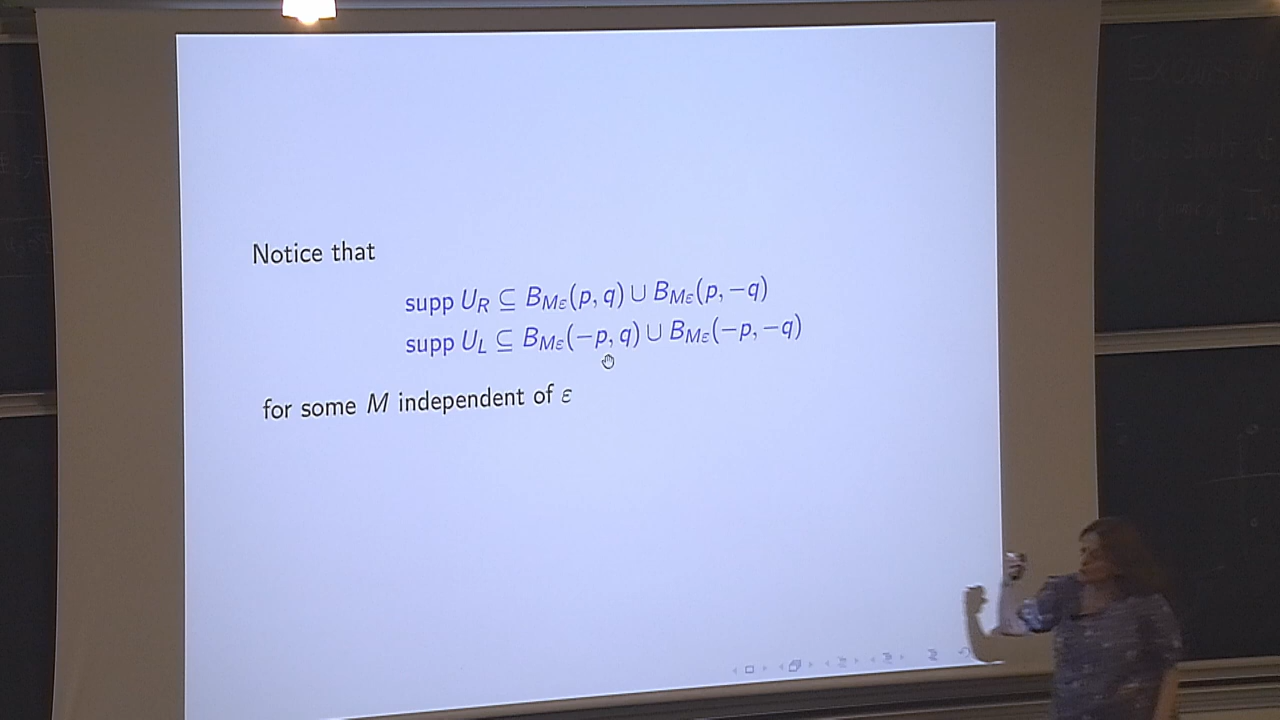 Notice that
supp U_R ⊆ B_{Mε}(p, q) ∪ B_{Mε}(p, −q)
supp U_L ⊆ B_{Mε}(−p, q) ∪ B_{Mε}(−p, −q)
for some M independent of ε